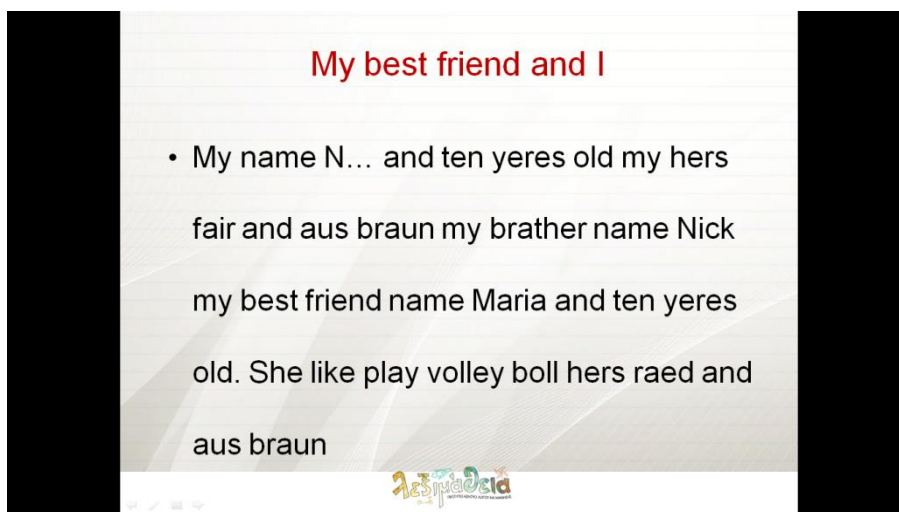 My best friend and I
• My name N... and ten yeres old my hers
fair and aus braun my brather name Nick
my best friend name Maria and ten yeres
old. She like play volley boll hers raed and
aus braun
λεξιμάθεια